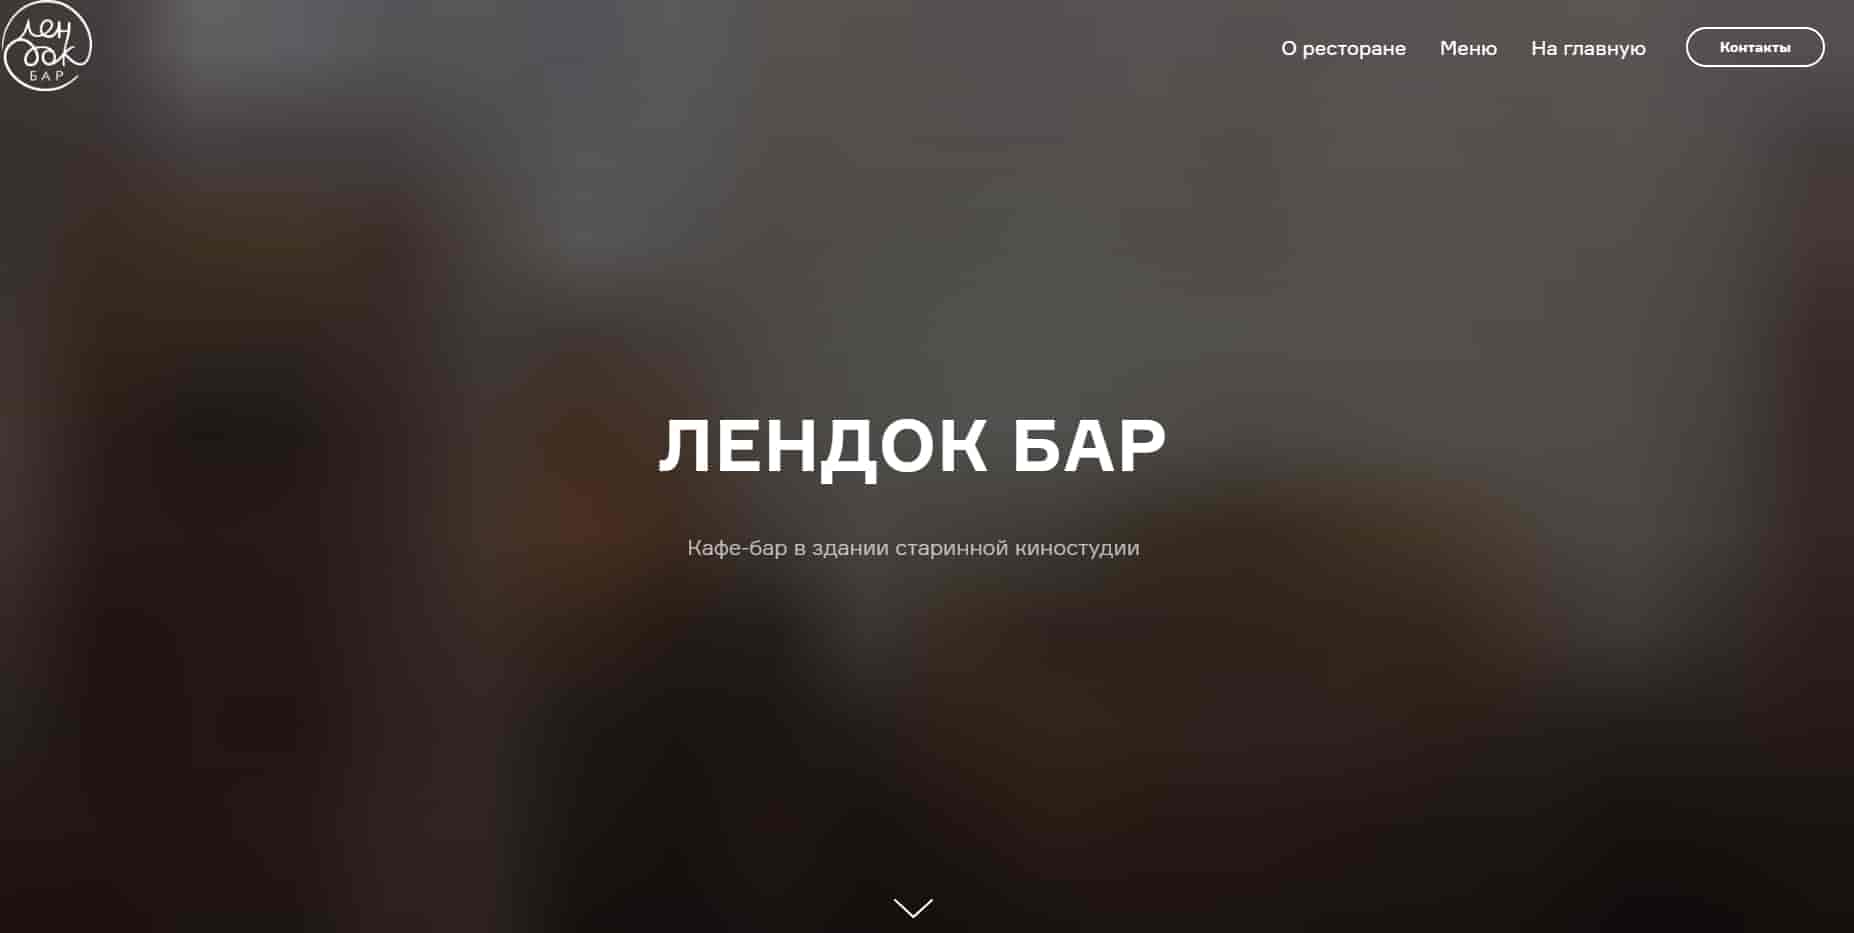 Лен
док
БАР
О ресторане Меню На главную Контакты
ЛЕНДОК БАР
Кафе-бар в здании старинной киностудии